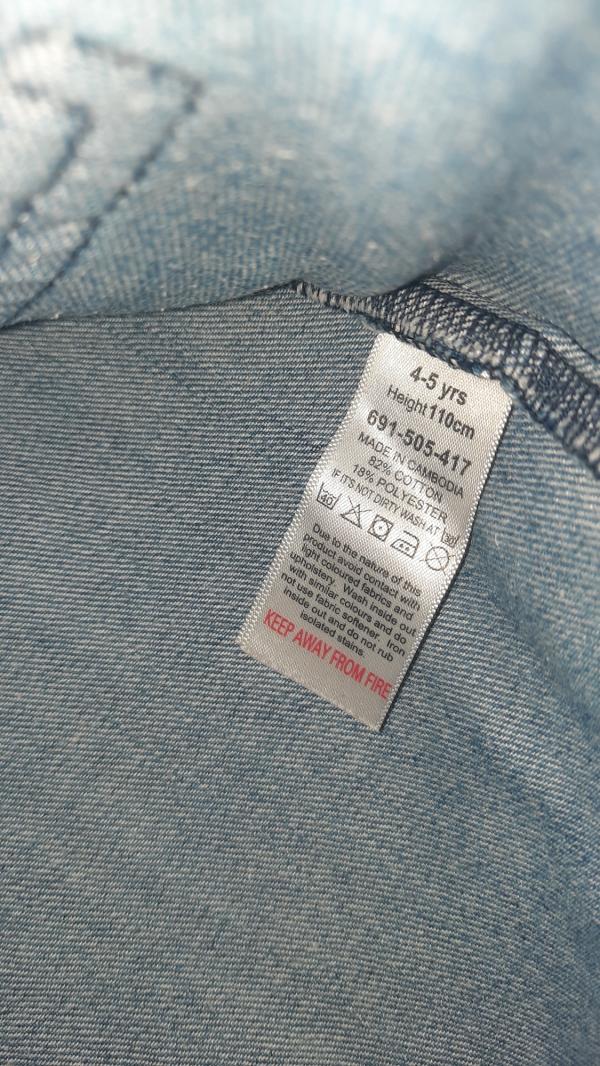 4-5 yrs
Height 110cm
691-505-417
MADE IN CAMBODIA
82% COTTON
18% POLYESTER
IF IT'S NOT DIRTY WASH AT 30
40
Due to the nature of this
product avoid contact with
light coloured fabrics and
upholstery. Wash inside out
with similar colours and do
not use fabric softener. Iron
inside out and do not rub
isolated stains.
KEEP AWAY FROM FIRE